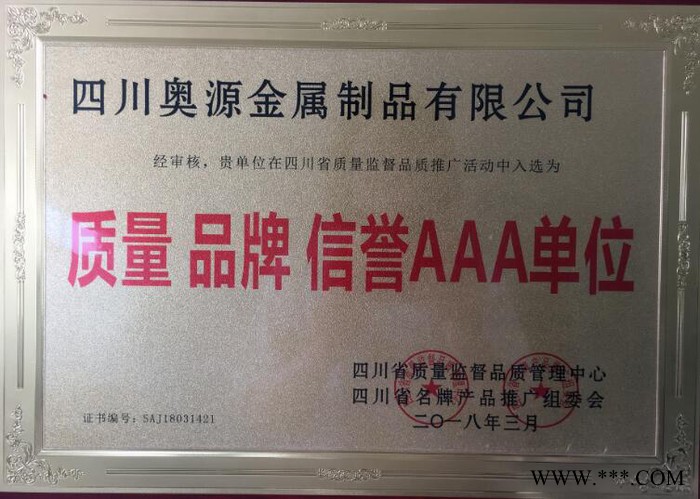 四川奥源金属制品有限公司
经审核，贵单位在四川省质量监督品质推广活动中入选为
质量 品牌 信誉AAA单位
四川省质量监督品质管理中心
四川省名牌产品推广组委会
证书编号：SAJ18031421
二〇一八年三月
WWW.***.COM